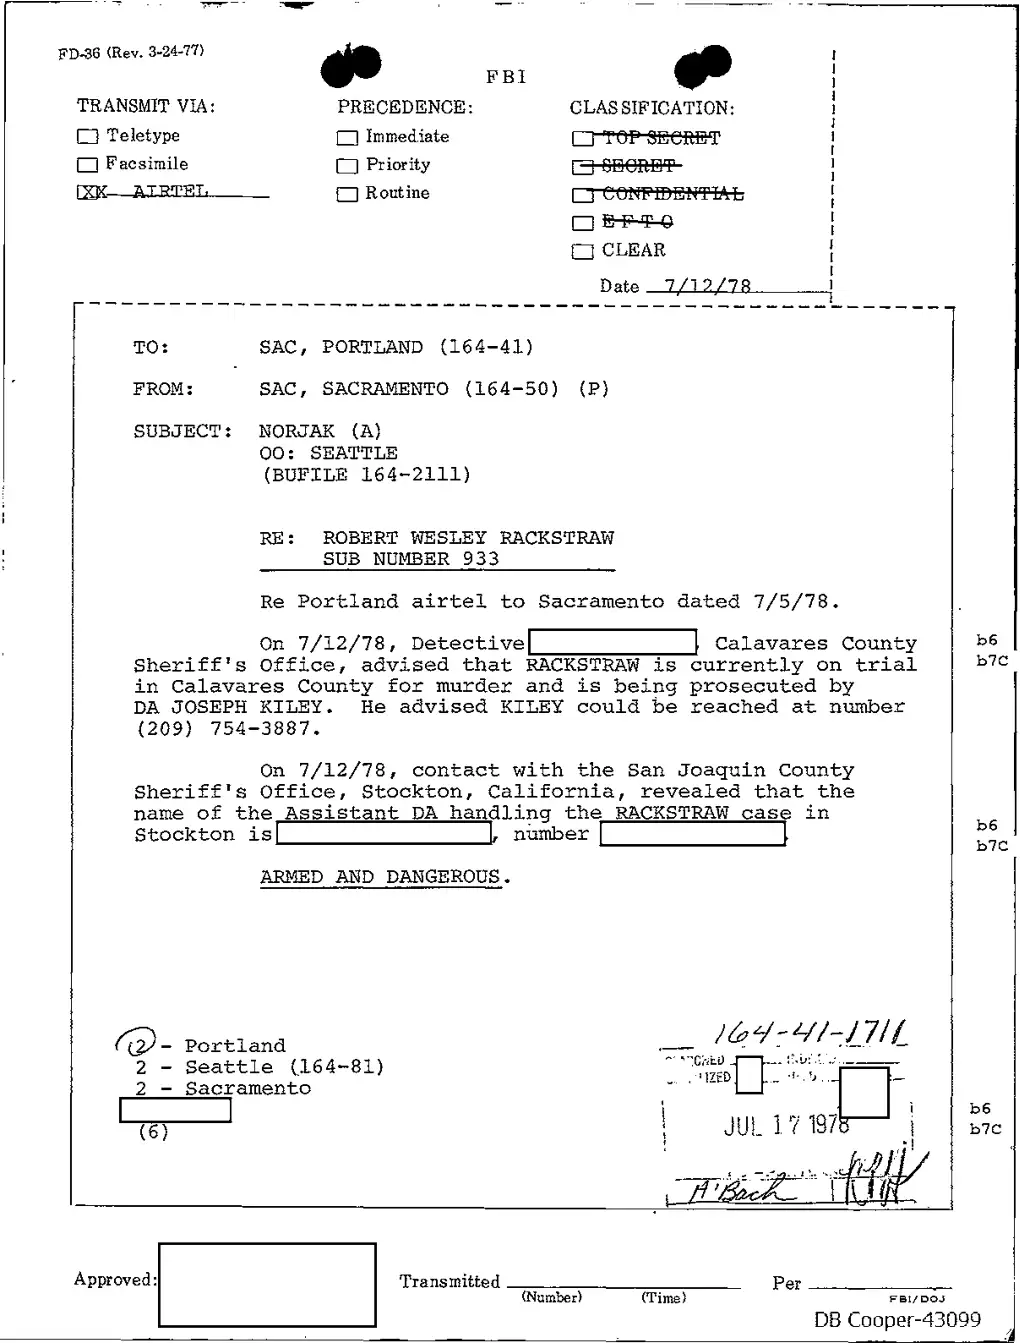 FD-36 (Rev. 3-24-77)
FBI
TRANSMIT VIA:
Teletype
Facsimile
XX AIRTEL
PRECEDENCE:
Immediate
Priority
Routine
CLASSIFICATION:
TOP SECRET
SECRET
CONFIDENTIAL
E F T O
CLEAR
Date 7/12/78
TO: SAC, PORTLAND (164-41)
FROM: SAC, SACRAMENTO (164-50) (P)
SUBJECT: NORJAK (A)
OO: SEATTLE
(BUFILE 164-2111)
RE: ROBERT WESLEY RACKSTRAW
SUB NUMBER 933
Re Portland airtel to Sacramento dated 7/5/78.
On 7/12/78, Detective , Calavares County
Sheriff's Office, advised that RACKSTRAW is currently on trial
in Calavares County for murder and is being prosecuted by
DA JOSEPH KILEY. He advised KILEY could be reached at number
(209) 754-3887.
b6
b7C
On 7/12/78, contact with the San Joaquin County
Sheriff's Office, Stockton, California, revealed that the
name of the Assistant DA handling the RACKSTRAW case in
Stockton is , number .
b6
b7C
ARMED AND DANGEROUS.
2 - Portland
2 - Seattle (164-81)
2 - Sacramento
(6)
164-41-1711
JUL 17 1978
A'Bach
b6
b7C
Approved: Transmitted Per
(Number) (Time)
FBI/DOJ
DB Cooper-43099